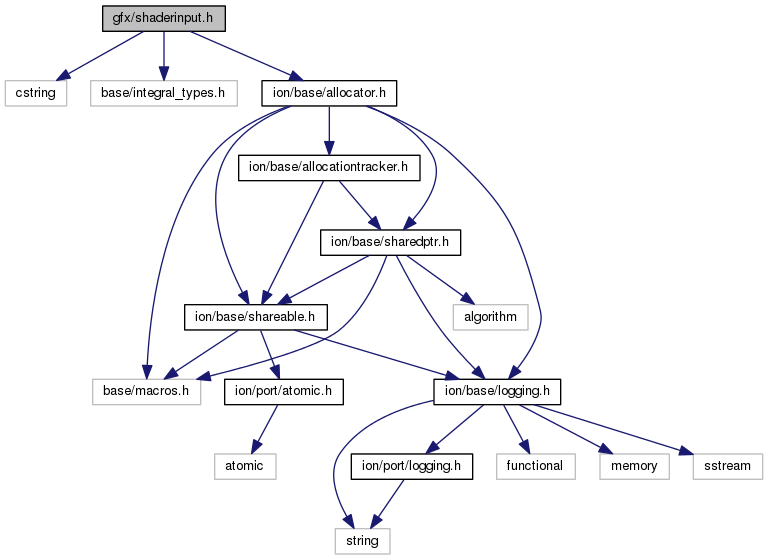 gfx/shaderinput.h
cstring
base/integral_types.h
ion/base/allocator.h
ion/base/allocationtracker.h
ion/base/sharedptr.h
ion/base/shareable.h
algorithm
base/macros.h
ion/port/atomic.h
ion/base/logging.h
atomic
ion/port/logging.h
functional
memory
sstream
string